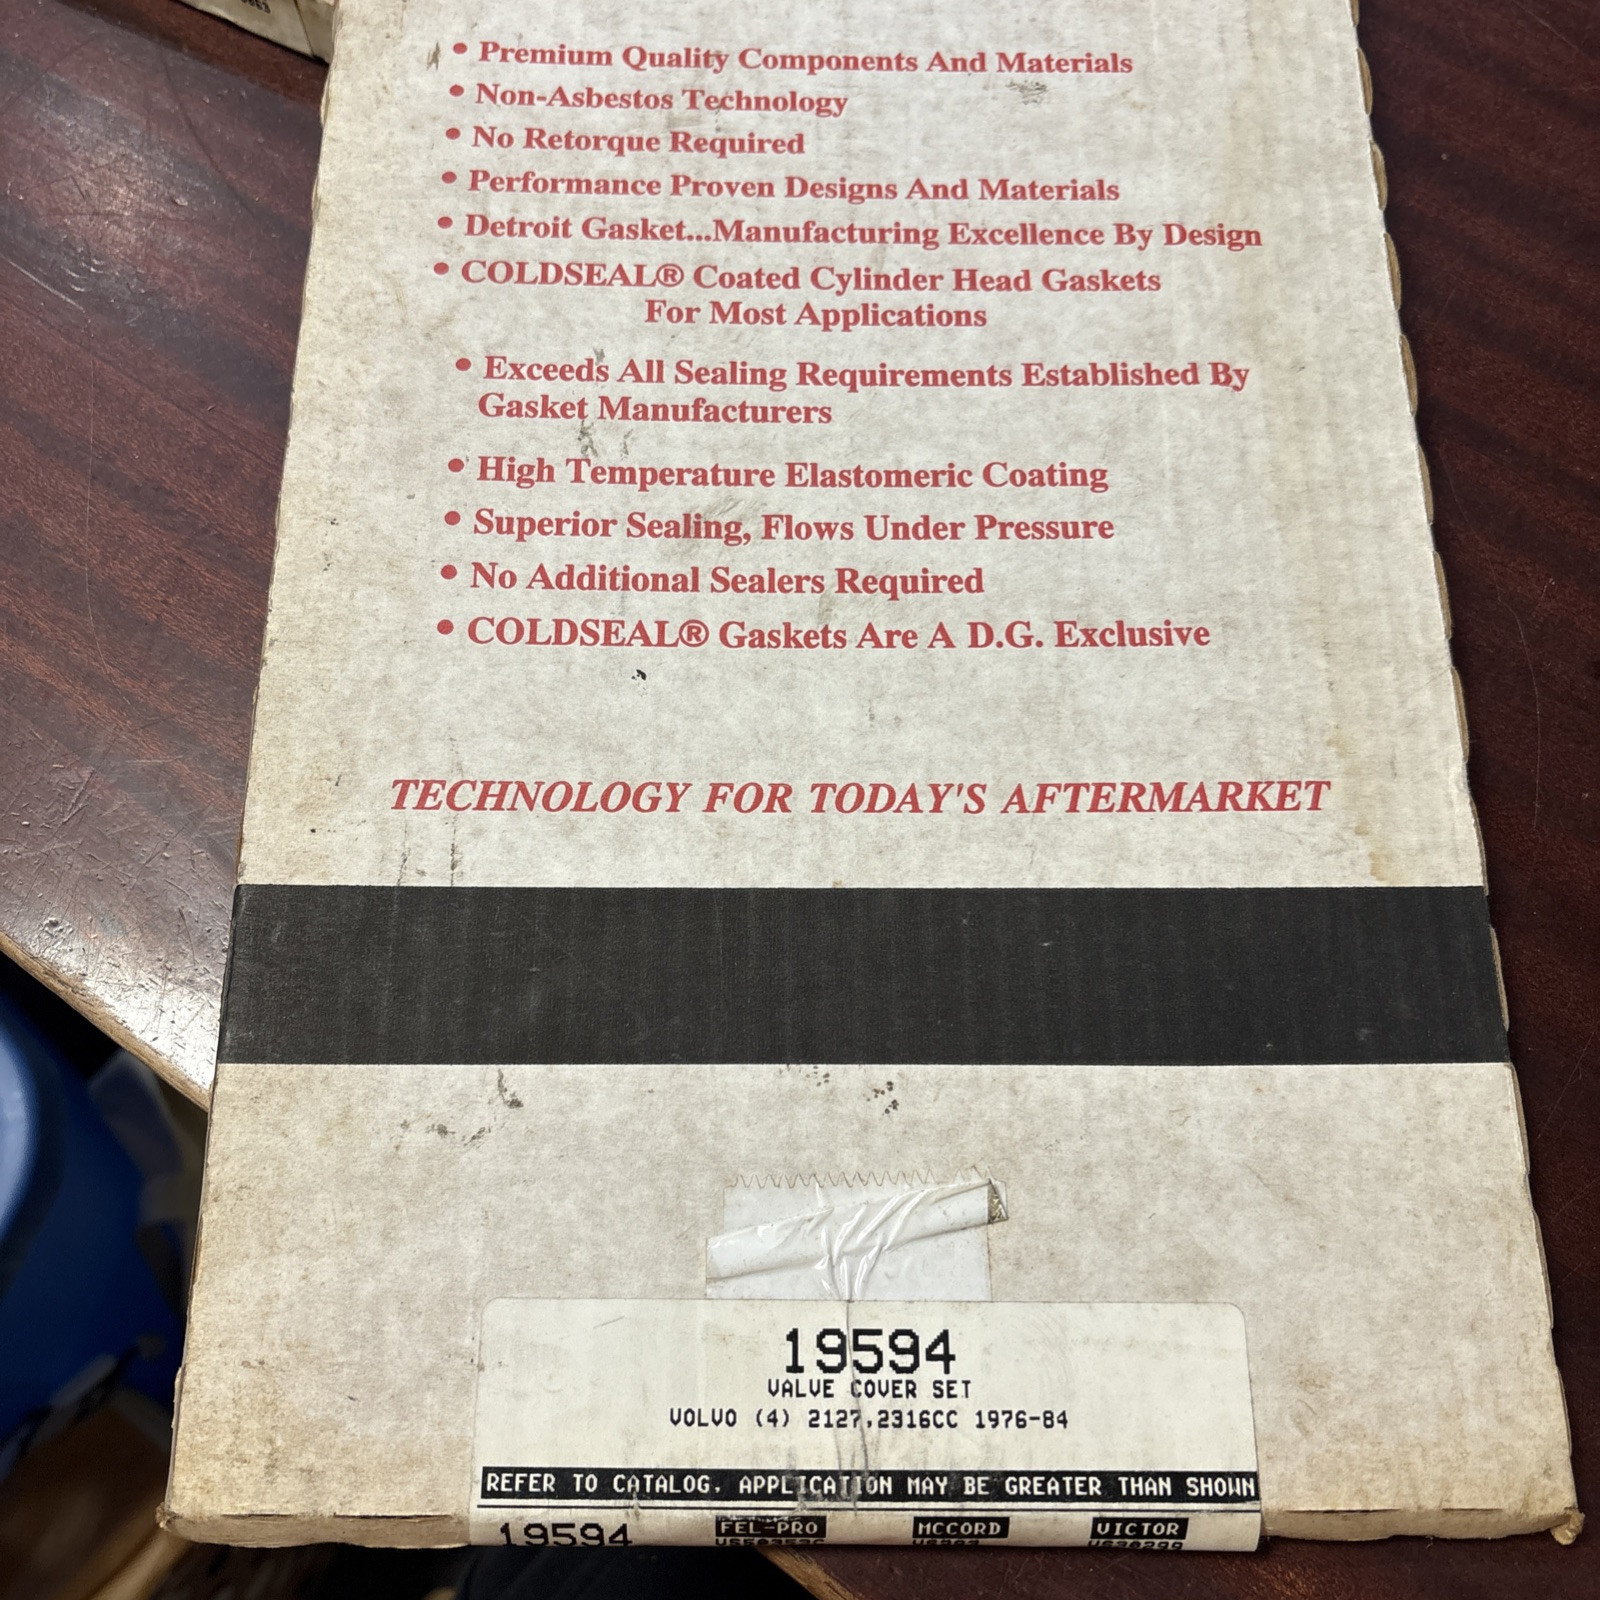 • Premium Quality Components And Materials
• Non-Asbestos Technology
• No Retorque Required
• Performance Proven Designs And Materials
• Detroit Gasket...Manufacturing Excellence By Design
• COLDSEAL® Coated Cylinder Head Gaskets
For Most Applications
• Exceeds All Sealing Requirements Established By
Gasket Manufacturers
• High Temperature Elastomeric Coating
• Superior Sealing, Flows Under Pressure
• No Additional Sealers Required
• COLDSEAL® Gaskets Are A D.G. Exclusive
TECHNOLOGY FOR TODAY'S AFTERMARKET
19594
VALVE COVER SET
VOLVO (4) 2127,2316CC 1976-84
REFER TO CATALOG. APPLICATION MAY BE GREATER THAN SHOWN
19594 FEL-PRO MCCORD VICTOR